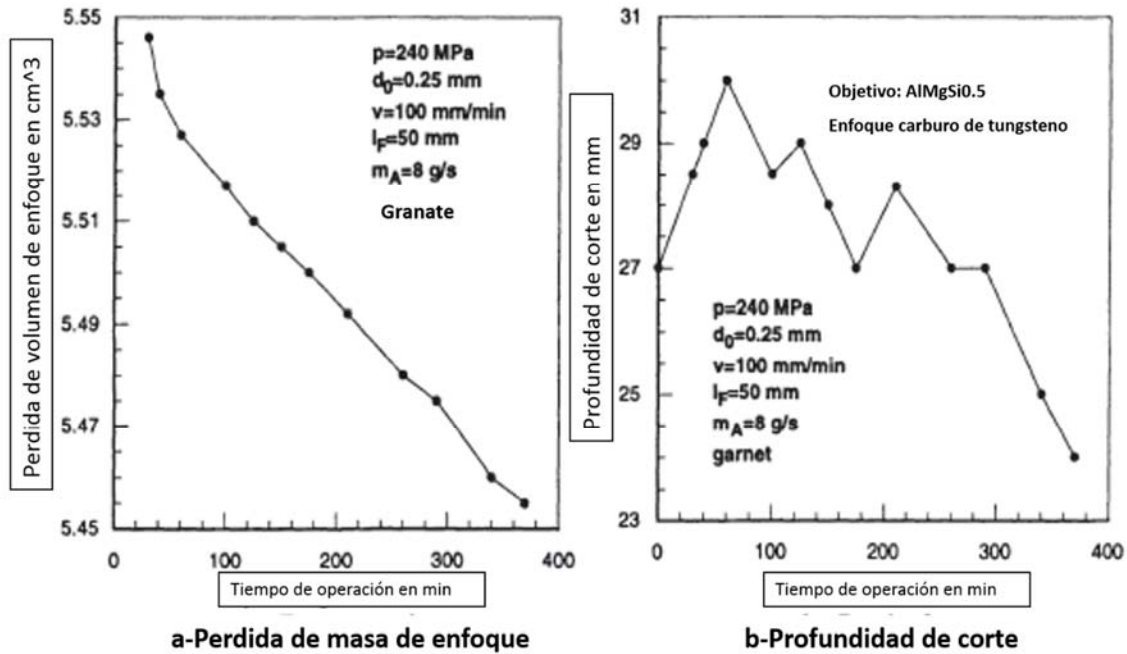 Perdida de volumen de enfoque en cm^3
5.55
5.53
5.51
5.49
5.47
5.45
p=240 MPa
d0=0.25 mm
v=100 mm/min
lF=50 mm
mA=8 g/s
Granate
0
100
200
300
400
Tiempo de operación en min
a-Perdida de masa de enfoque
Profundidad de corte en mm
31
29
27
25
23
Objetivo: AlMgSi0.5
Enfoque carburo de tungsteno
p=240 MPa
d0=0.25 mm
v=100 mm/min
lF=50 mm
mA=8 g/s
garnet
0
100
200
300
400
Tiempo de operación en min
b-Profundidad de corte